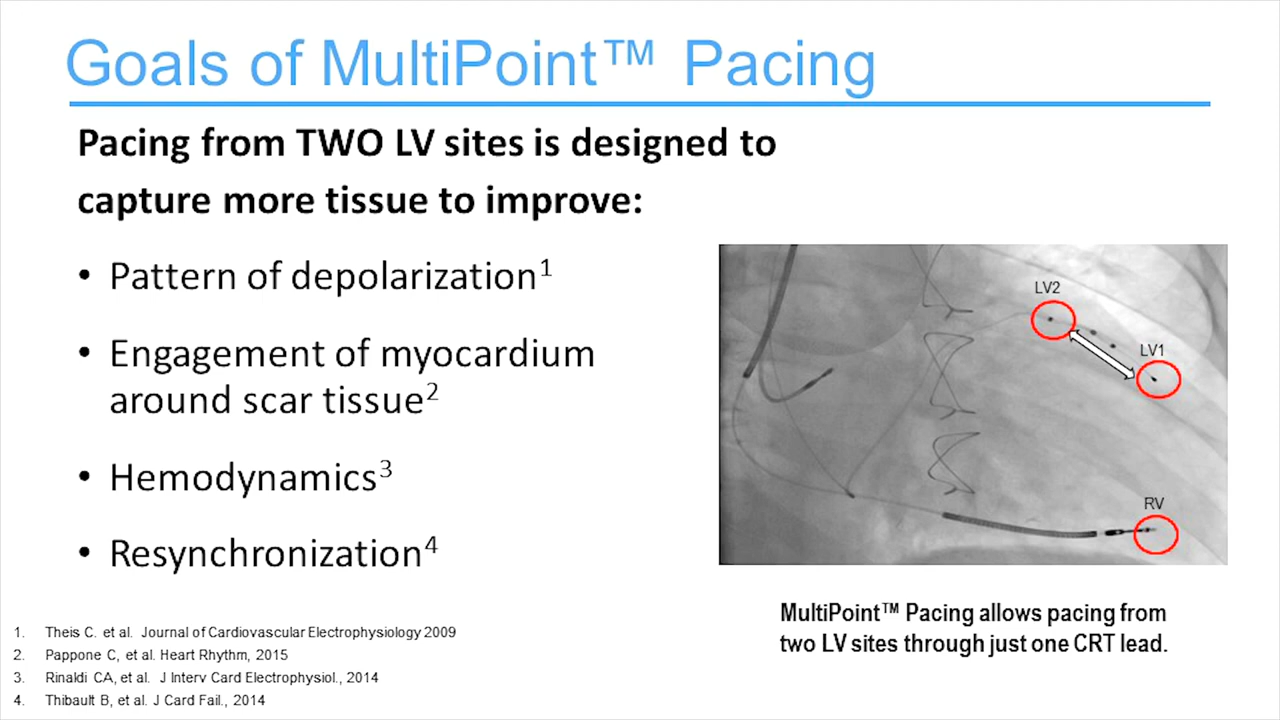 Goals of MultiPoint™ Pacing
Pacing from TWO LV sites is designed to
capture more tissue to improve:
• Pattern of depolarization1
• Engagement of myocardium
around scar tissue2
• Hemodynamics3
• Resynchronization4
LV2
LV1
RV
MultiPoint™ Pacing allows pacing from
two LV sites through just one CRT lead.
1. Theis C. et al. Journal of Cardiovascular Electrophysiology 2009
2. Pappone C, et al. Heart Rhythm, 2015
3. Rinaldi CA, et al. J Interv Card Electrophysiol., 2014
4. Thibault B, et al. J Card Fail., 2014